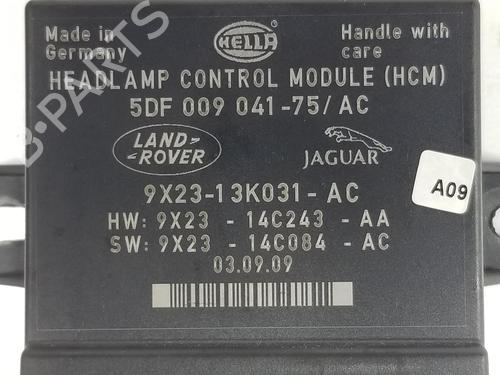 Made in
Germany
HELLA
Handle with
care
HEADLAMP CONTROL MODULE (HCM)
5DF 009 041-75/AC
LAND-
-ROVER
JAGUAR
9X23-13K031-AC
A09
HW: 9X23 - 14C243 - AA
SW: 9X23 - 14C084 - AC
03.09.09
B-PARTS